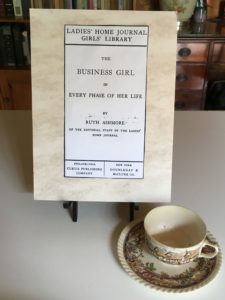 LADIES' HOME JOURNAL
GIRLS' LIBRARY
THE
BUSINESS GIRL
IN
EVERY PHASE OF HER LIFE
BY
RUTH ASHMORE
OF THE EDITORIAL STAFF OF THE LADIES'
HOME JOURNAL
PHILADELPHIA
CURTIS PUBLISHING
COMPANY
NEW YORK
DOUBLEDAY &
MCCLURE CO.